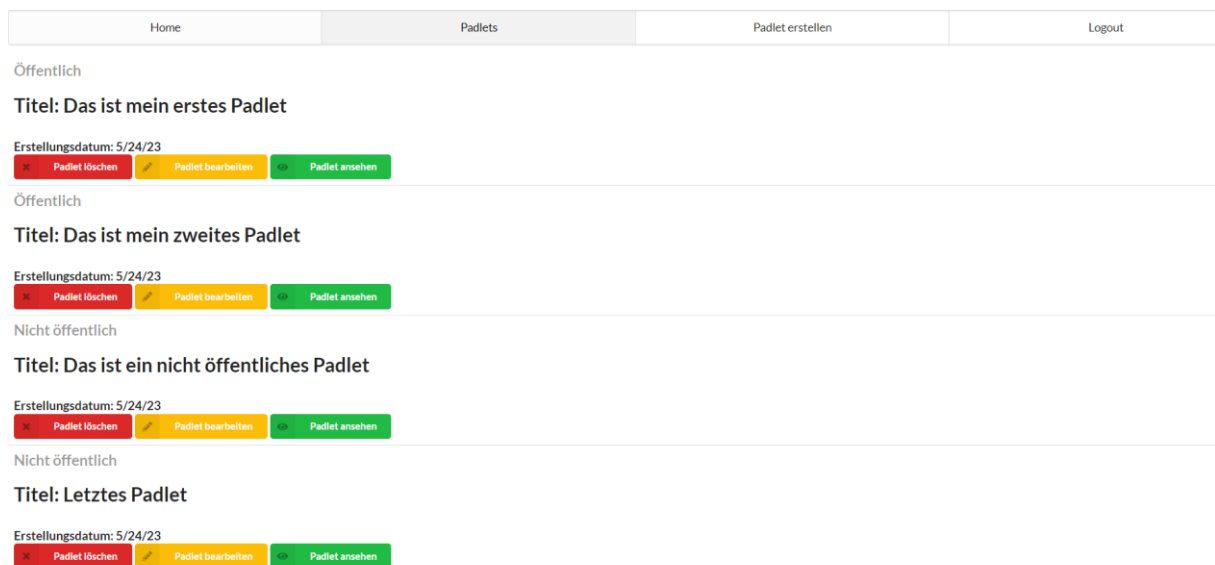 Home Padlets Padlet erstellen Logout
Öffentlich
Titel: Das ist mein erstes Padlet
Erstellungsdatum: 5/24/23
Padlet löschen Padlet bearbeiten Padlet ansehen
Öffentlich
Titel: Das ist mein zweites Padlet
Erstellungsdatum: 5/24/23
Padlet löschen Padlet bearbeiten Padlet ansehen
Nicht öffentlich
Titel: Das ist ein nicht öffentliches Padlet
Erstellungsdatum: 5/24/23
Padlet löschen Padlet bearbeiten Padlet ansehen
Nicht öffentlich
Titel: Letztes Padlet
Erstellungsdatum: 5/24/23
Padlet löschen Padlet bearbeiten Padlet ansehen